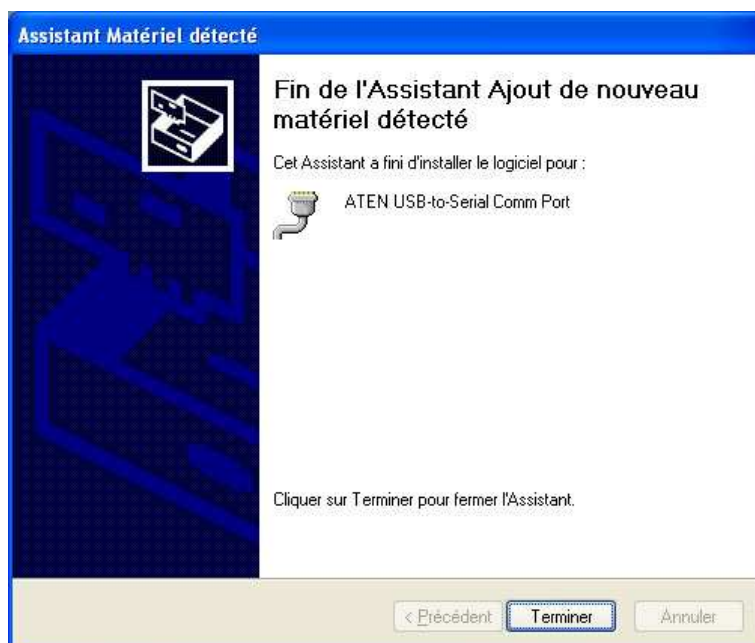 Assistant Matériel détecté
Fin de l'Assistant Ajout de nouveau
matériel détecté
Cet Assistant a fini d'installer le logiciel pour :
ATEN USB-to-Serial Comm Port
Cliquer sur Terminer pour fermer l'Assistant.
< Précédent
Terminer
Annuler